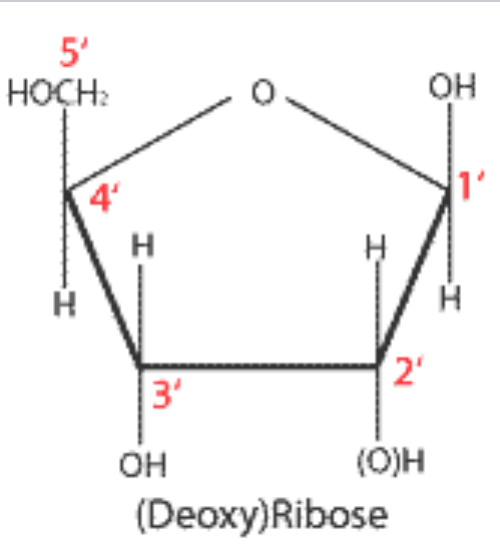 5′
HOCH₂
O
OH
4′
1′
H
H
H
H
3′
2′
OH
(O)H
(Deoxy)Ribose